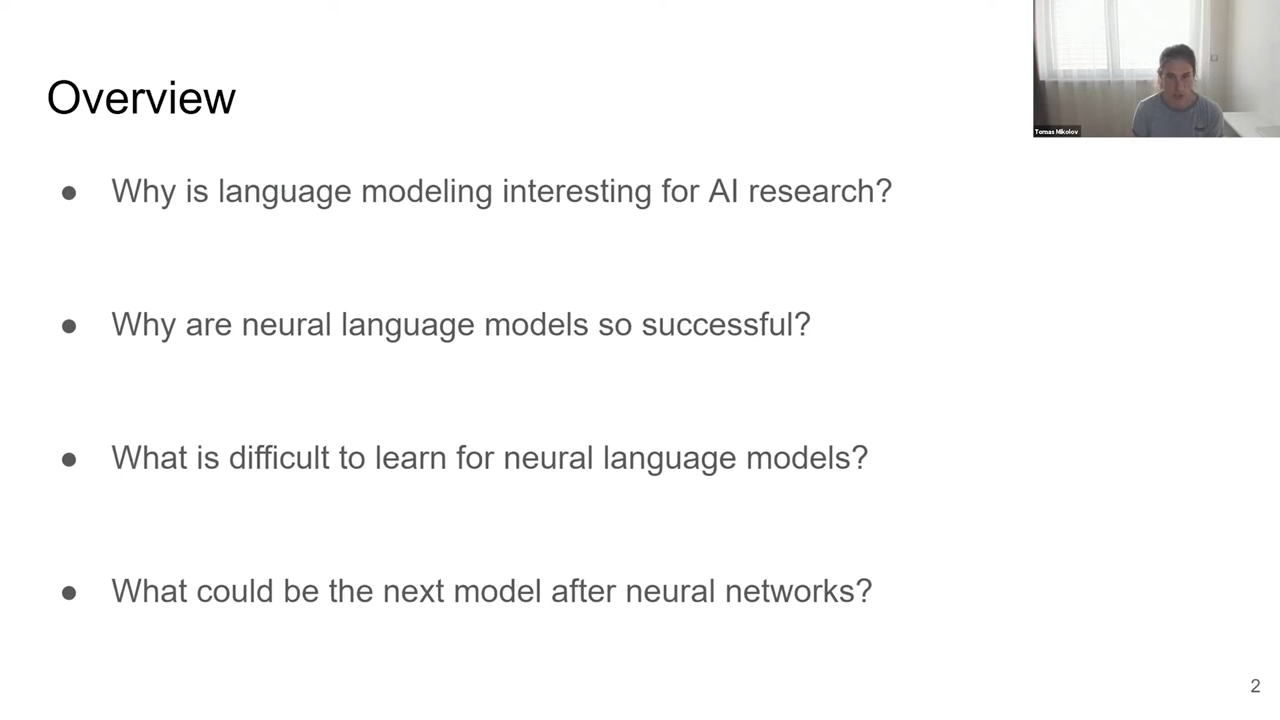 Overview
Tomas Mikolov
● Why is language modeling interesting for AI research?
● Why are neural language models so successful?
● What is difficult to learn for neural language models?
● What could be the next model after neural networks?
2